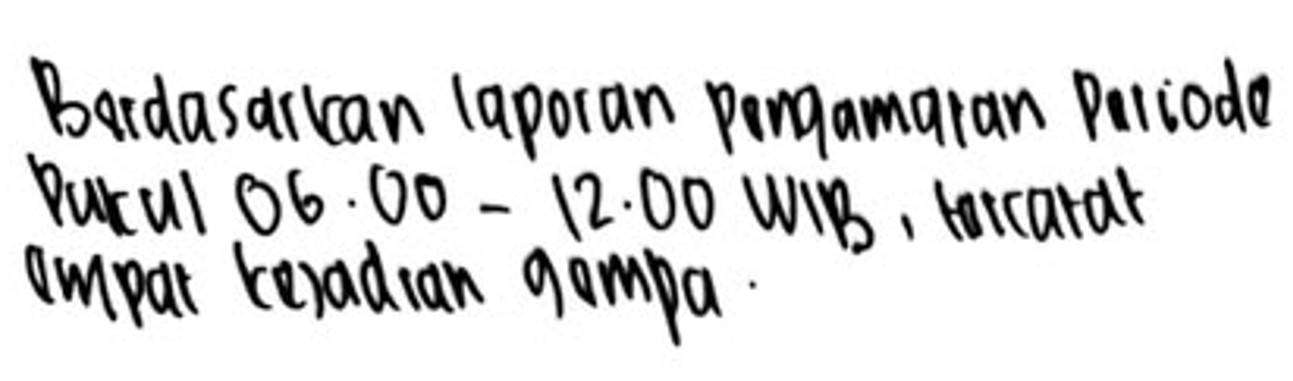 Berdasarkan laporan pengamatan Periode
Pukul 06.00 - 12.00 WIB, tercatat
empat kejadian gempa.